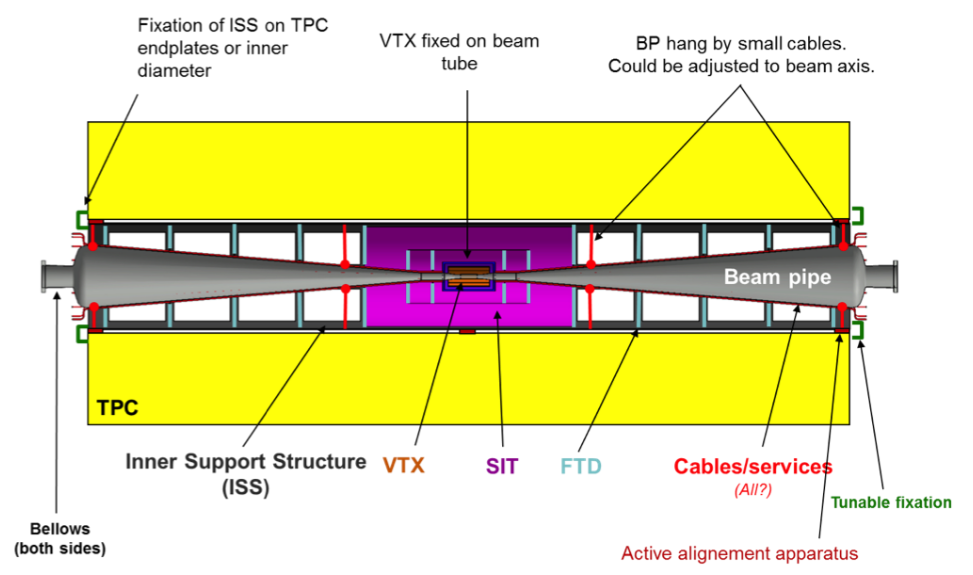 Fixation of ISS on TPC
endplates or inner
diameter
VTX fixed on beam
tube
BP hang by small cables.
Could be adjusted to beam axis.
Beam pipe
TPC
Inner Support Structure
(ISS)
VTX
SIT
FTD
Cables/services
(All?)
Tunable fixation
Bellows
(both sides)
Active alignement apparatus